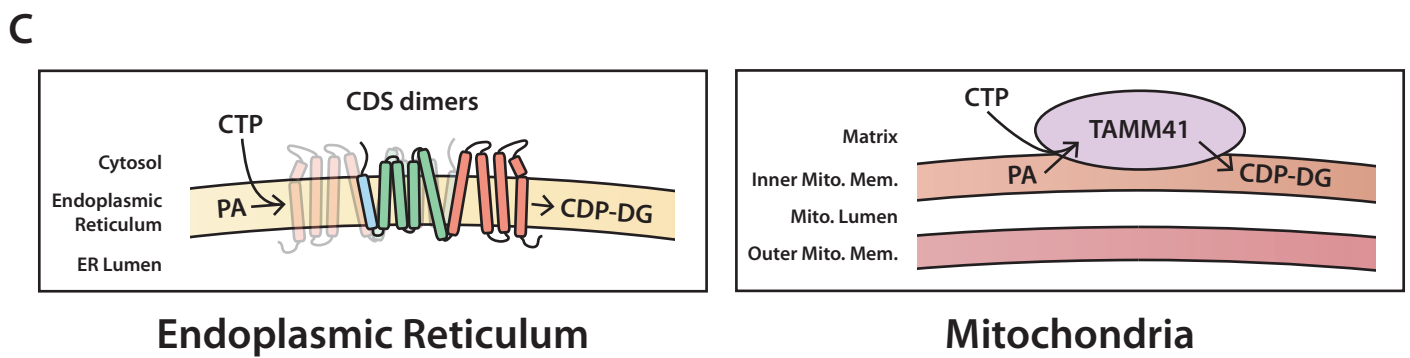 C
CDS dimers
CTP
Cytosol
Endoplasmic
Reticulum
PA
CDP-DG
ER Lumen
Endoplasmic Reticulum
CTP
TAMM41
Matrix
Inner Mito. Mem.
PA
CDP-DG
Mito. Lumen
Outer Mito. Mem.
Mitochondria